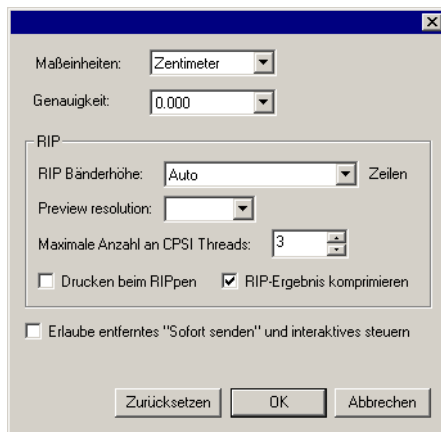 Maßeinheiten: Zentimeter
Genauigkeit: 0.000
RIP
RIP Bänderhöhe: Auto Zeilen
Preview resolution:
Maximale Anzahl an CPSI Threads: 3
Drucken beim RIPpen RIP-Ergebnis komprimieren
Erlaube entferntes "Sofort senden" und interaktives steuern
Zurücksetzen OK Abbrechen